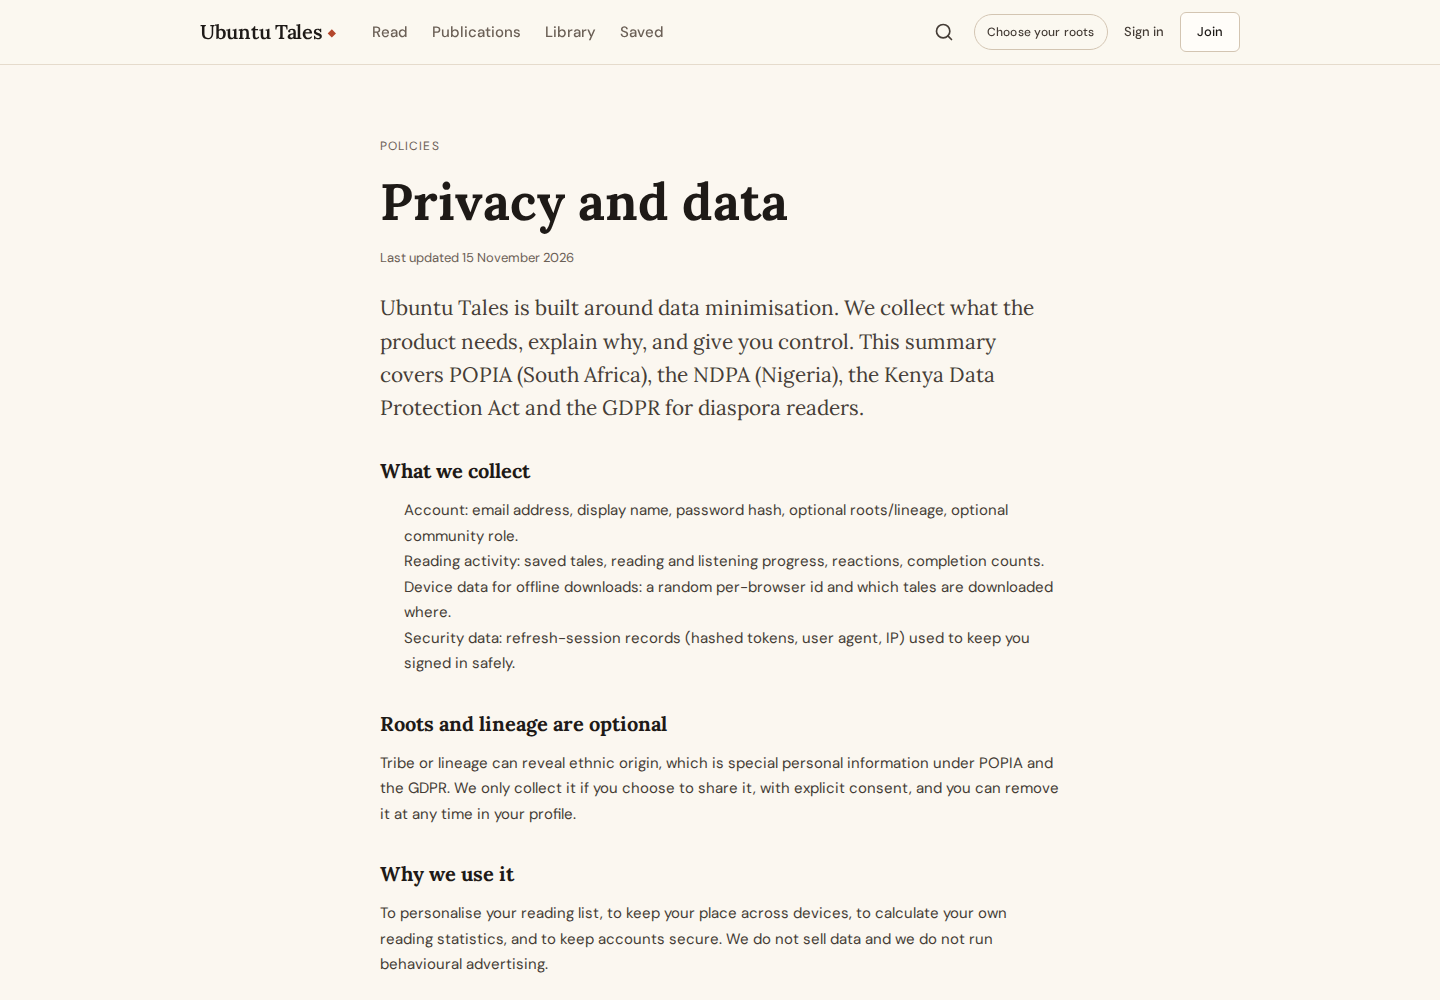 Ubuntu Tales
Read
Publications
Library
Saved
Choose your roots
Sign in
Join
POLICIES
Privacy and data
Last updated 15 November 2026
Ubuntu Tales is built around data minimisation. We collect what the
product needs, explain why, and give you control. This summary
covers POPIA (South Africa), the NDPA (Nigeria), the Kenya Data
Protection Act and the GDPR for diaspora readers.
What we collect
Account: email address, display name, password hash, optional roots/lineage, optional
community role.
Reading activity: saved tales, reading and listening progress, reactions, completion counts.
Device data for offline downloads: a random per-browser id and which tales are downloaded
where.
Security data: refresh-session records (hashed tokens, user agent, IP) used to keep you
signed in safely.
Roots and lineage are optional
Tribe or lineage can reveal ethnic origin, which is special personal information under POPIA and
the GDPR. We only collect it if you choose to share it, with explicit consent, and you can remove
it at any time in your profile.
Why we use it
To personalise your reading list, to keep your place across devices, to calculate your own
reading statistics, and to keep accounts secure. We do not sell data and we do not run
behavioural advertising.